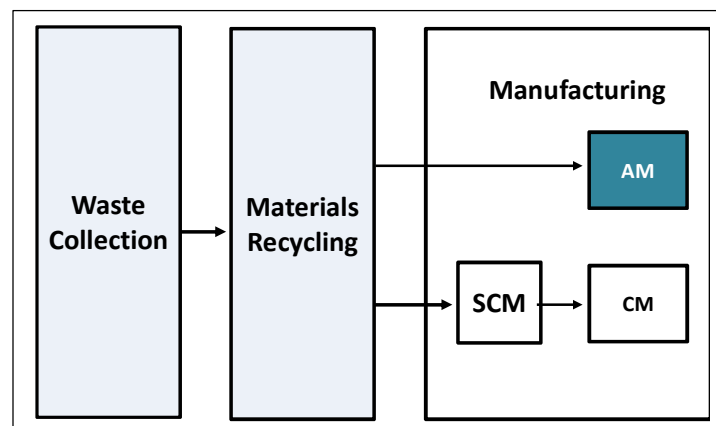 Waste
Collection
Materials
Recycling
Manufacturing
AM
SCM
CM